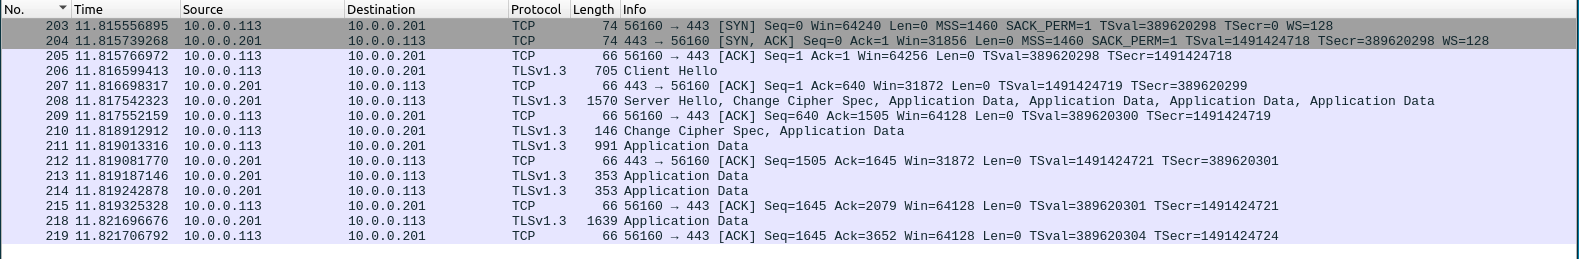 No. Time Source Destination Protocol Length Info
203 11.815556895 10.0.0.113 10.0.0.201 TCP 74 56160 → 443 [SYN] Seq=0 Win=64240 Len=0 MSS=1460 SACK_PERM=1 TSval=389620298 TSecr=0 WS=128
204 11.815739268 10.0.0.201 10.0.0.113 TCP 74 443 → 56160 [SYN, ACK] Seq=0 Ack=1 Win=31856 Len=0 MSS=1460 SACK_PERM=1 TSval=1491424718 TSecr=389620298 WS=128
205 11.815766972 10.0.0.113 10.0.0.201 TCP 66 56160 → 443 [ACK] Seq=1 Ack=1 Win=64256 Len=0 TSval=389620298 TSecr=1491424718
206 11.816599413 10.0.0.113 10.0.0.201 TLSv1.3 705 Client Hello
207 11.816698317 10.0.0.201 10.0.0.113 TCP 66 443 → 56160 [ACK] Seq=1 Ack=640 Win=31872 Len=0 TSval=1491424719 TSecr=389620299
208 11.817542323 10.0.0.201 10.0.0.113 TLSv1.3 1570 Server Hello, Change Cipher Spec, Application Data, Application Data, Application Data, Application Data
209 11.817552159 10.0.0.113 10.0.0.201 TCP 66 56160 → 443 [ACK] Seq=640 Ack=1505 Win=64128 Len=0 TSval=389620300 TSecr=1491424719
210 11.818912912 10.0.0.113 10.0.0.201 TLSv1.3 146 Change Cipher Spec, Application Data
211 11.819013316 10.0.0.113 10.0.0.201 TLSv1.3 991 Application Data
212 11.819081770 10.0.0.201 10.0.0.113 TCP 66 443 → 56160 [ACK] Seq=1505 Ack=1645 Win=31872 Len=0 TSval=1491424721 TSecr=389620301
213 11.819187146 10.0.0.201 10.0.0.113 TLSv1.3 353 Application Data
214 11.819242878 10.0.0.201 10.0.0.113 TLSv1.3 353 Application Data
215 11.819325328 10.0.0.113 10.0.0.201 TCP 66 56160 → 443 [ACK] Seq=1645 Ack=2079 Win=64128 Len=0 TSval=389620301 TSecr=1491424721
218 11.821696676 10.0.0.201 10.0.0.113 TLSv1.3 1639 Application Data
219 11.821706792 10.0.0.113 10.0.0.201 TCP 66 56160 → 443 [ACK] Seq=1645 Ack=3652 Win=64128 Len=0 TSval=389620304 TSecr=1491424724